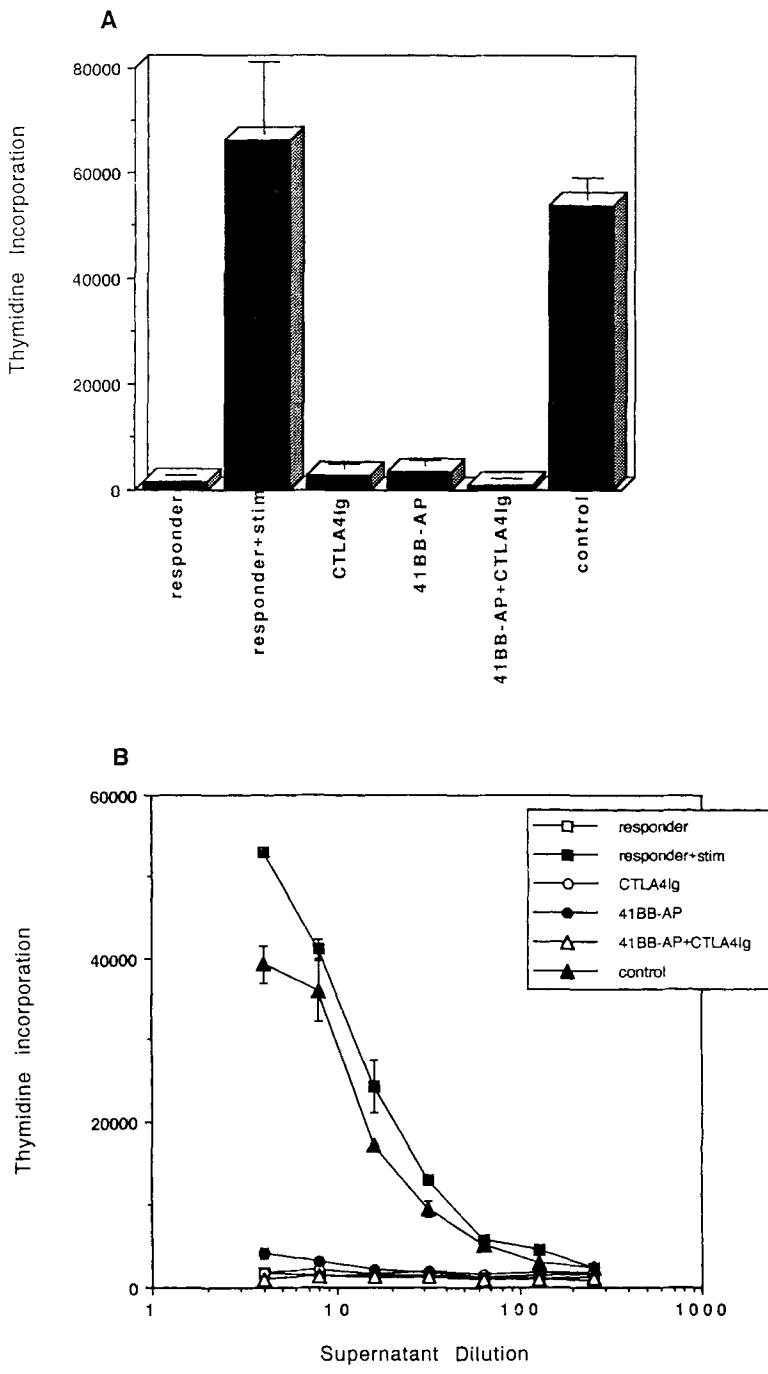 A
Thymidine Incorporation
80000
60000
40000
20000
0
responder
responder+stim
CTLA4Ig
41BB-AP
41BB-AP+CTLA4Ig
control
B
Thymidine incorporation
60000
40000
20000
0
responder
responder+stim
CTLA4Ig
41BB-AP
41BB-AP+CTLA4Ig
control
1
10
100
1000
Supernatant Dilution